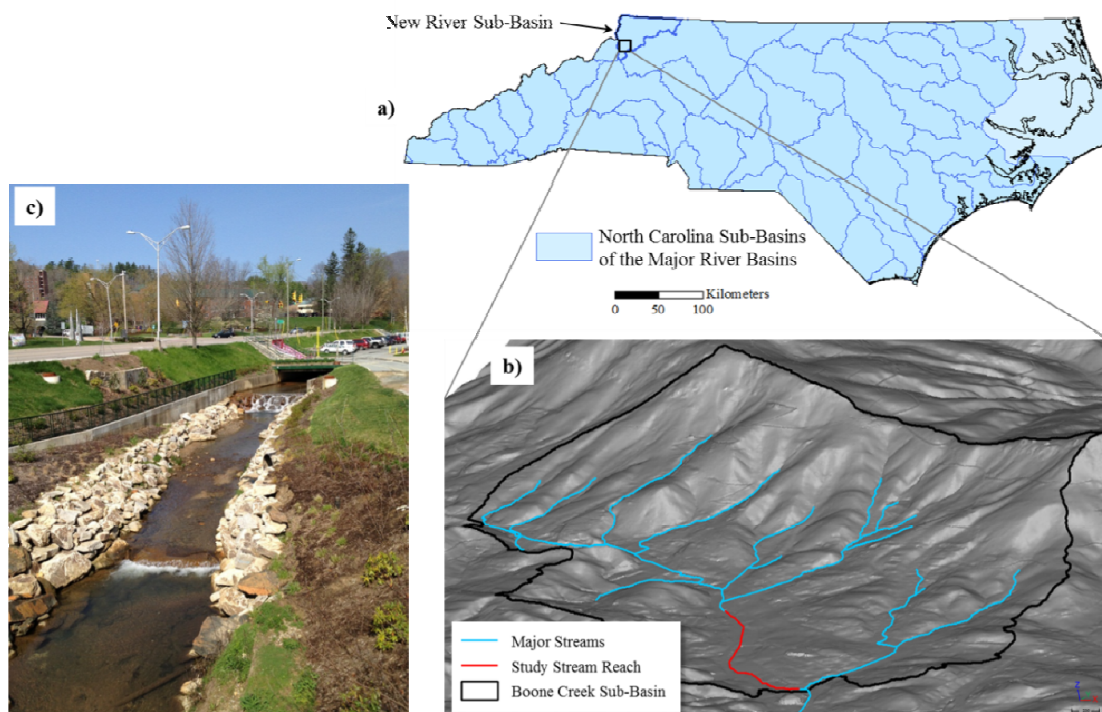 New River Sub-Basin
a)
North Carolina Sub-Basins
of the Major River Basins
0 50 100 Kilometers
c)
b)
Major Streams
Study Stream Reach
Boone Creek Sub-Basin
Z